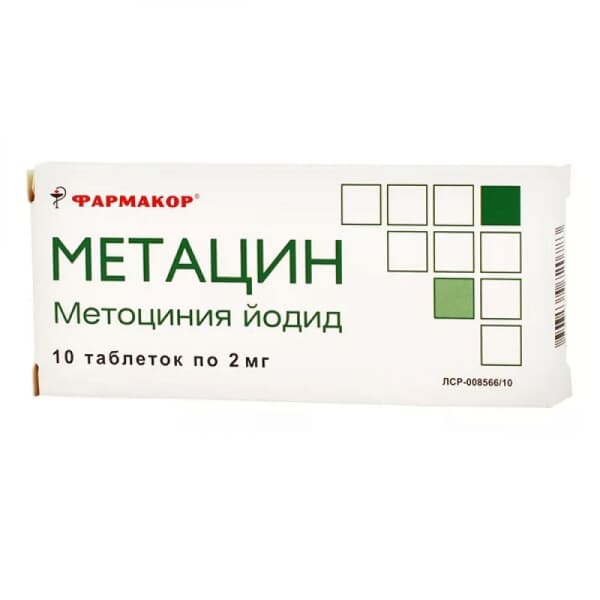 ФАРМАКОР®
МЕТАЦИН
Метоциния йодид
10 таблеток по 2 мг
ЛСР-008566/10